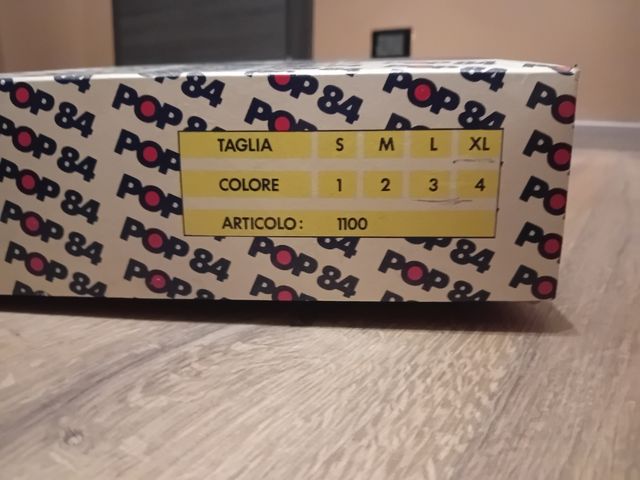 POP 84
TAGLIA S M L XL
COLORE 1 2 3 4
ARTICOLO: 1100